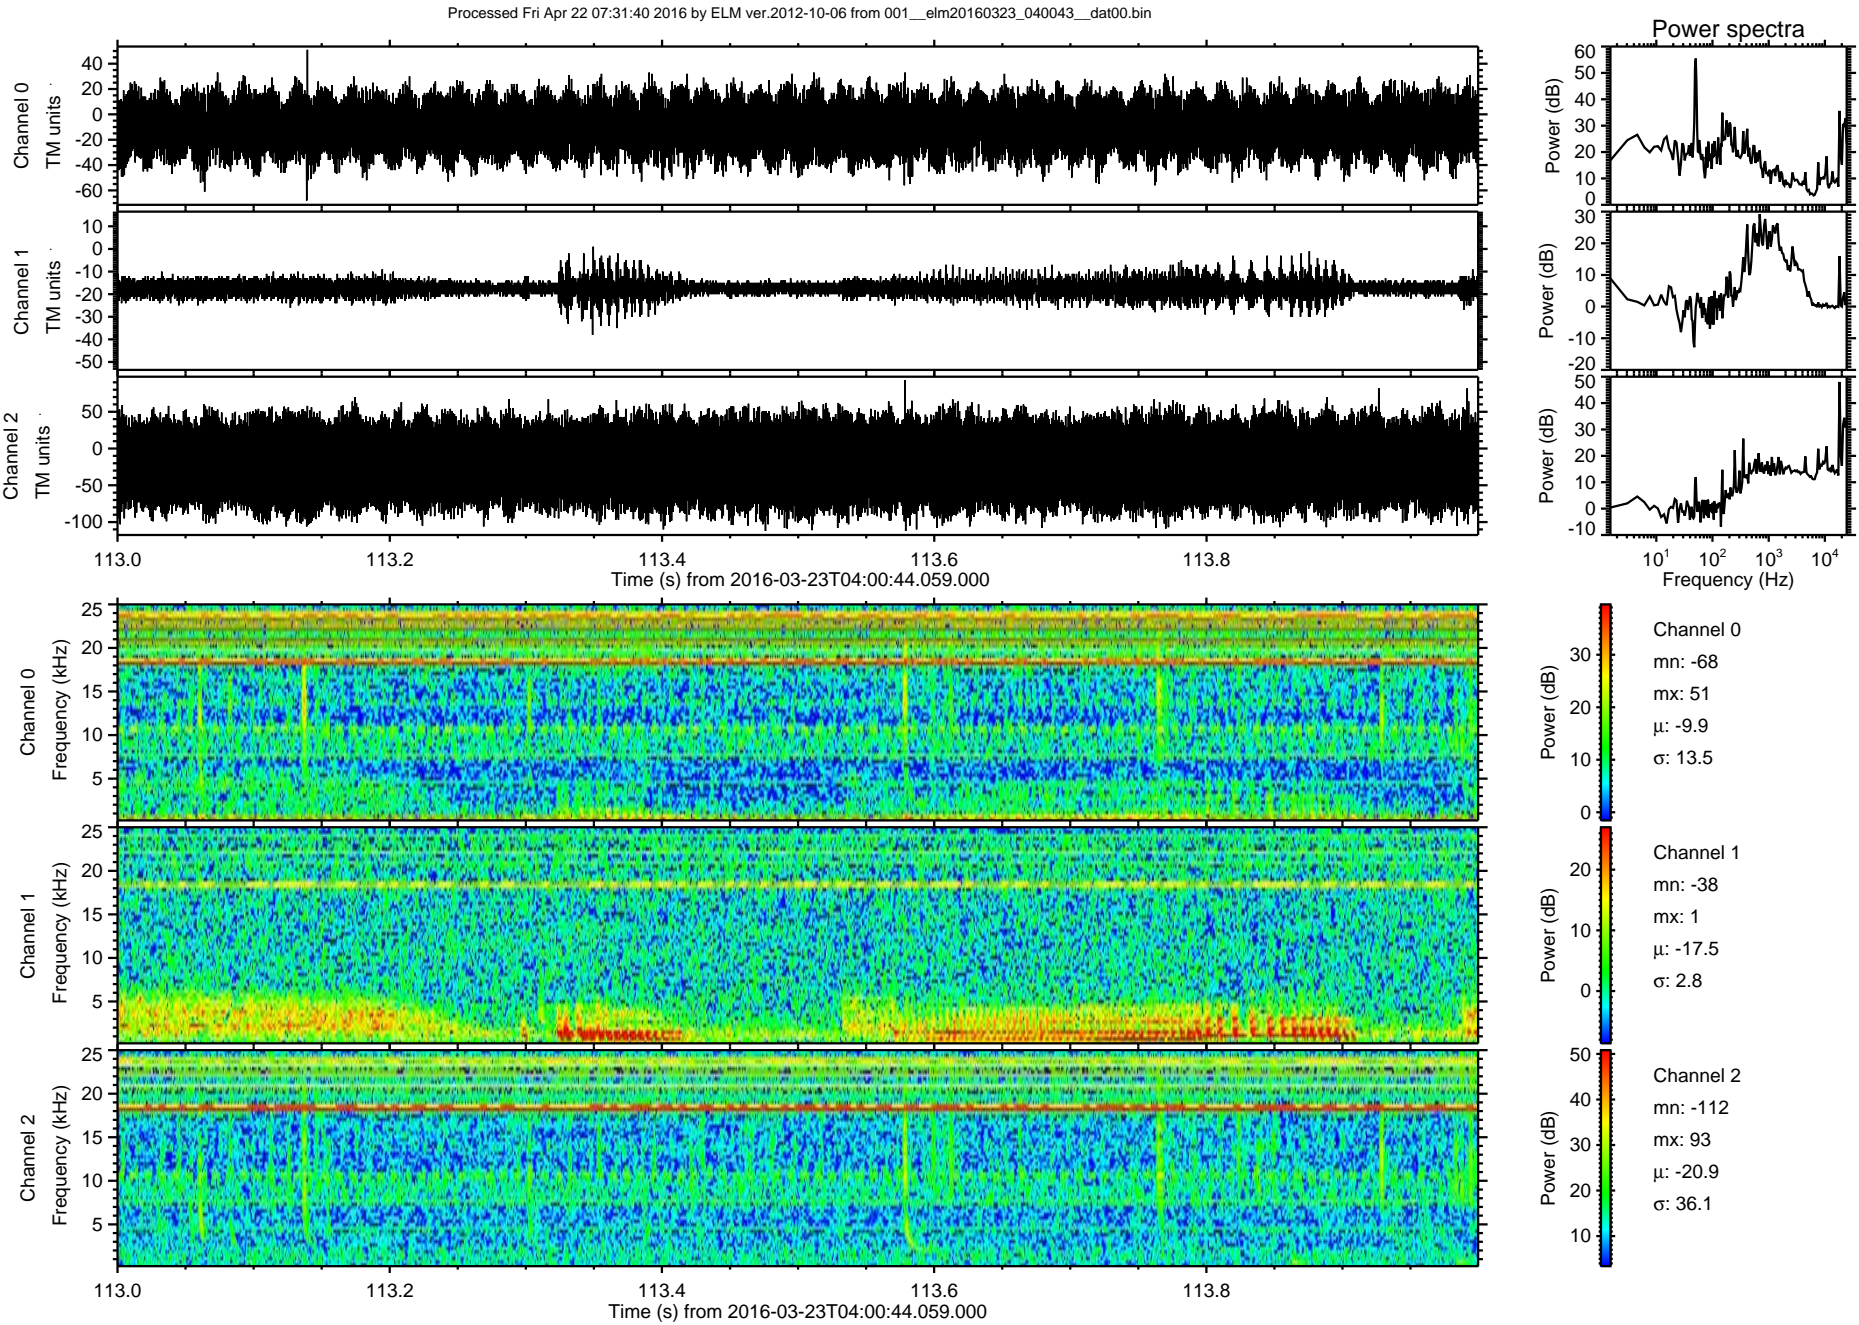 Processed Fri Apr 22 07:31:40 2016 by ELM ver.2012-10-06 from 001__elm20160323_040043__dat00.bin
Power spectra
Channel 0
TM units
40
20
0
-20
-40
-60
Power (dB)
60
50
40
30
20
10
0
Channel 1
TM units
10
0
-10
-20
-30
-40
-50
Power (dB)
30
20
10
0
-10
-20
Channel 2
TM units
50
0
-50
-100
Power (dB)
50
40
30
20
10
0
-10
113.0 113.2 113.4 113.6 113.8
Time (s) from 2016-03-23T04:00:44.059.000
10^1 10^2 10^3 10^4
Frequency (Hz)
Channel 0
Frequency (kHz)
25
20
15
10
5
Power (dB)
30
20
10
0
Channel 0
mn: -68
mx: 51
μ: -9.9
σ: 13.5
Channel 1
Frequency (kHz)
25
20
15
10
5
Power (dB)
20
10
0
Channel 1
mn: -38
mx: 1
μ: -17.5
σ: 2.8
Channel 2
Frequency (kHz)
25
20
15
10
5
Power (dB)
50
40
30
20
10
Channel 2
mn: -112
mx: 93
μ: -20.9
σ: 36.1
113.0 113.2 113.4 113.6 113.8
Time (s) from 2016-03-23T04:00:44.059.000